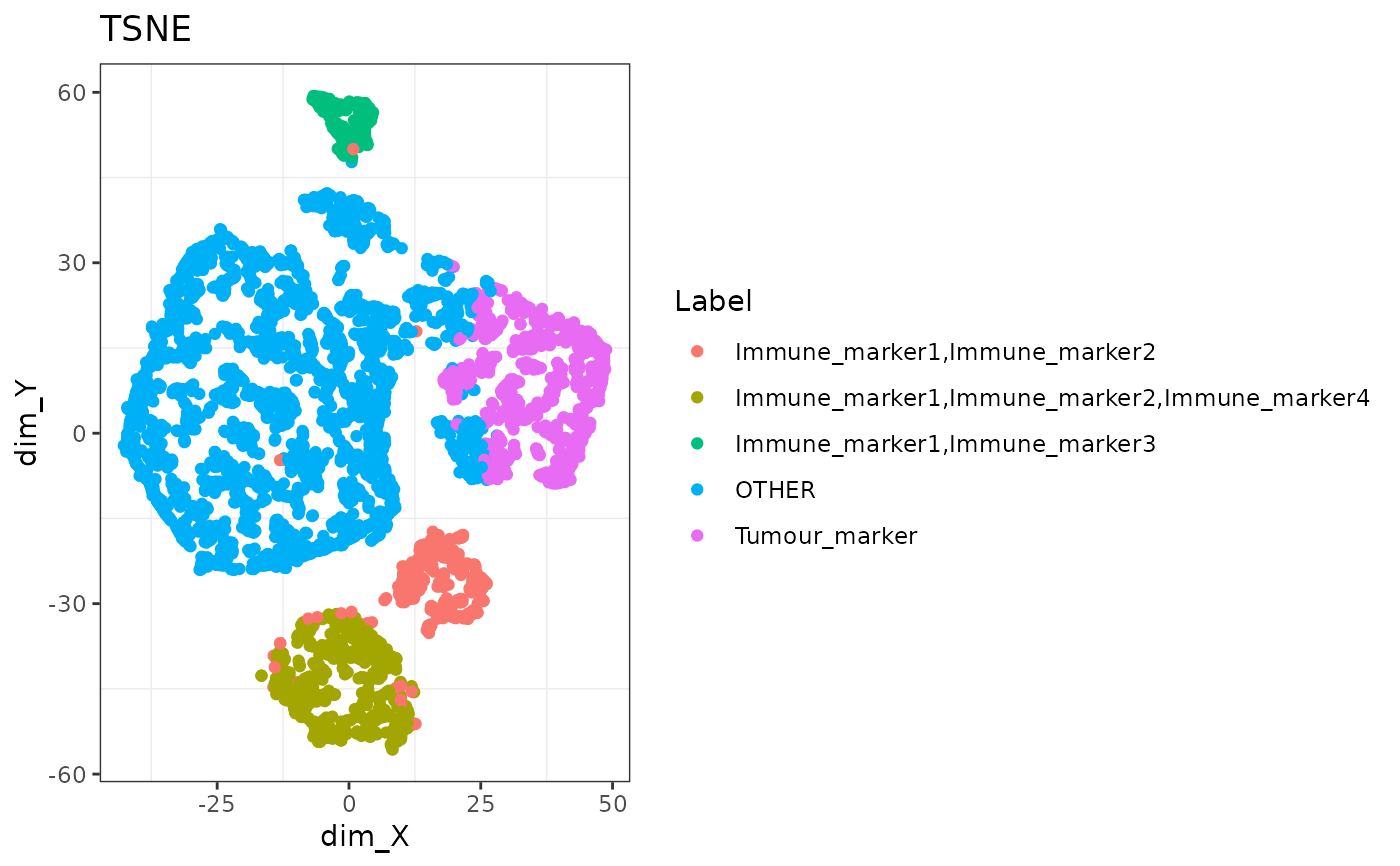 TSNE
60
30
0
-30
-60
dim_Y
-25 0 25 50
dim_X
Label
Immune_marker1,Immune_marker2
Immune_marker1,Immune_marker2,Immune_marker4
Immune_marker1,Immune_marker3
OTHER
Tumour_marker